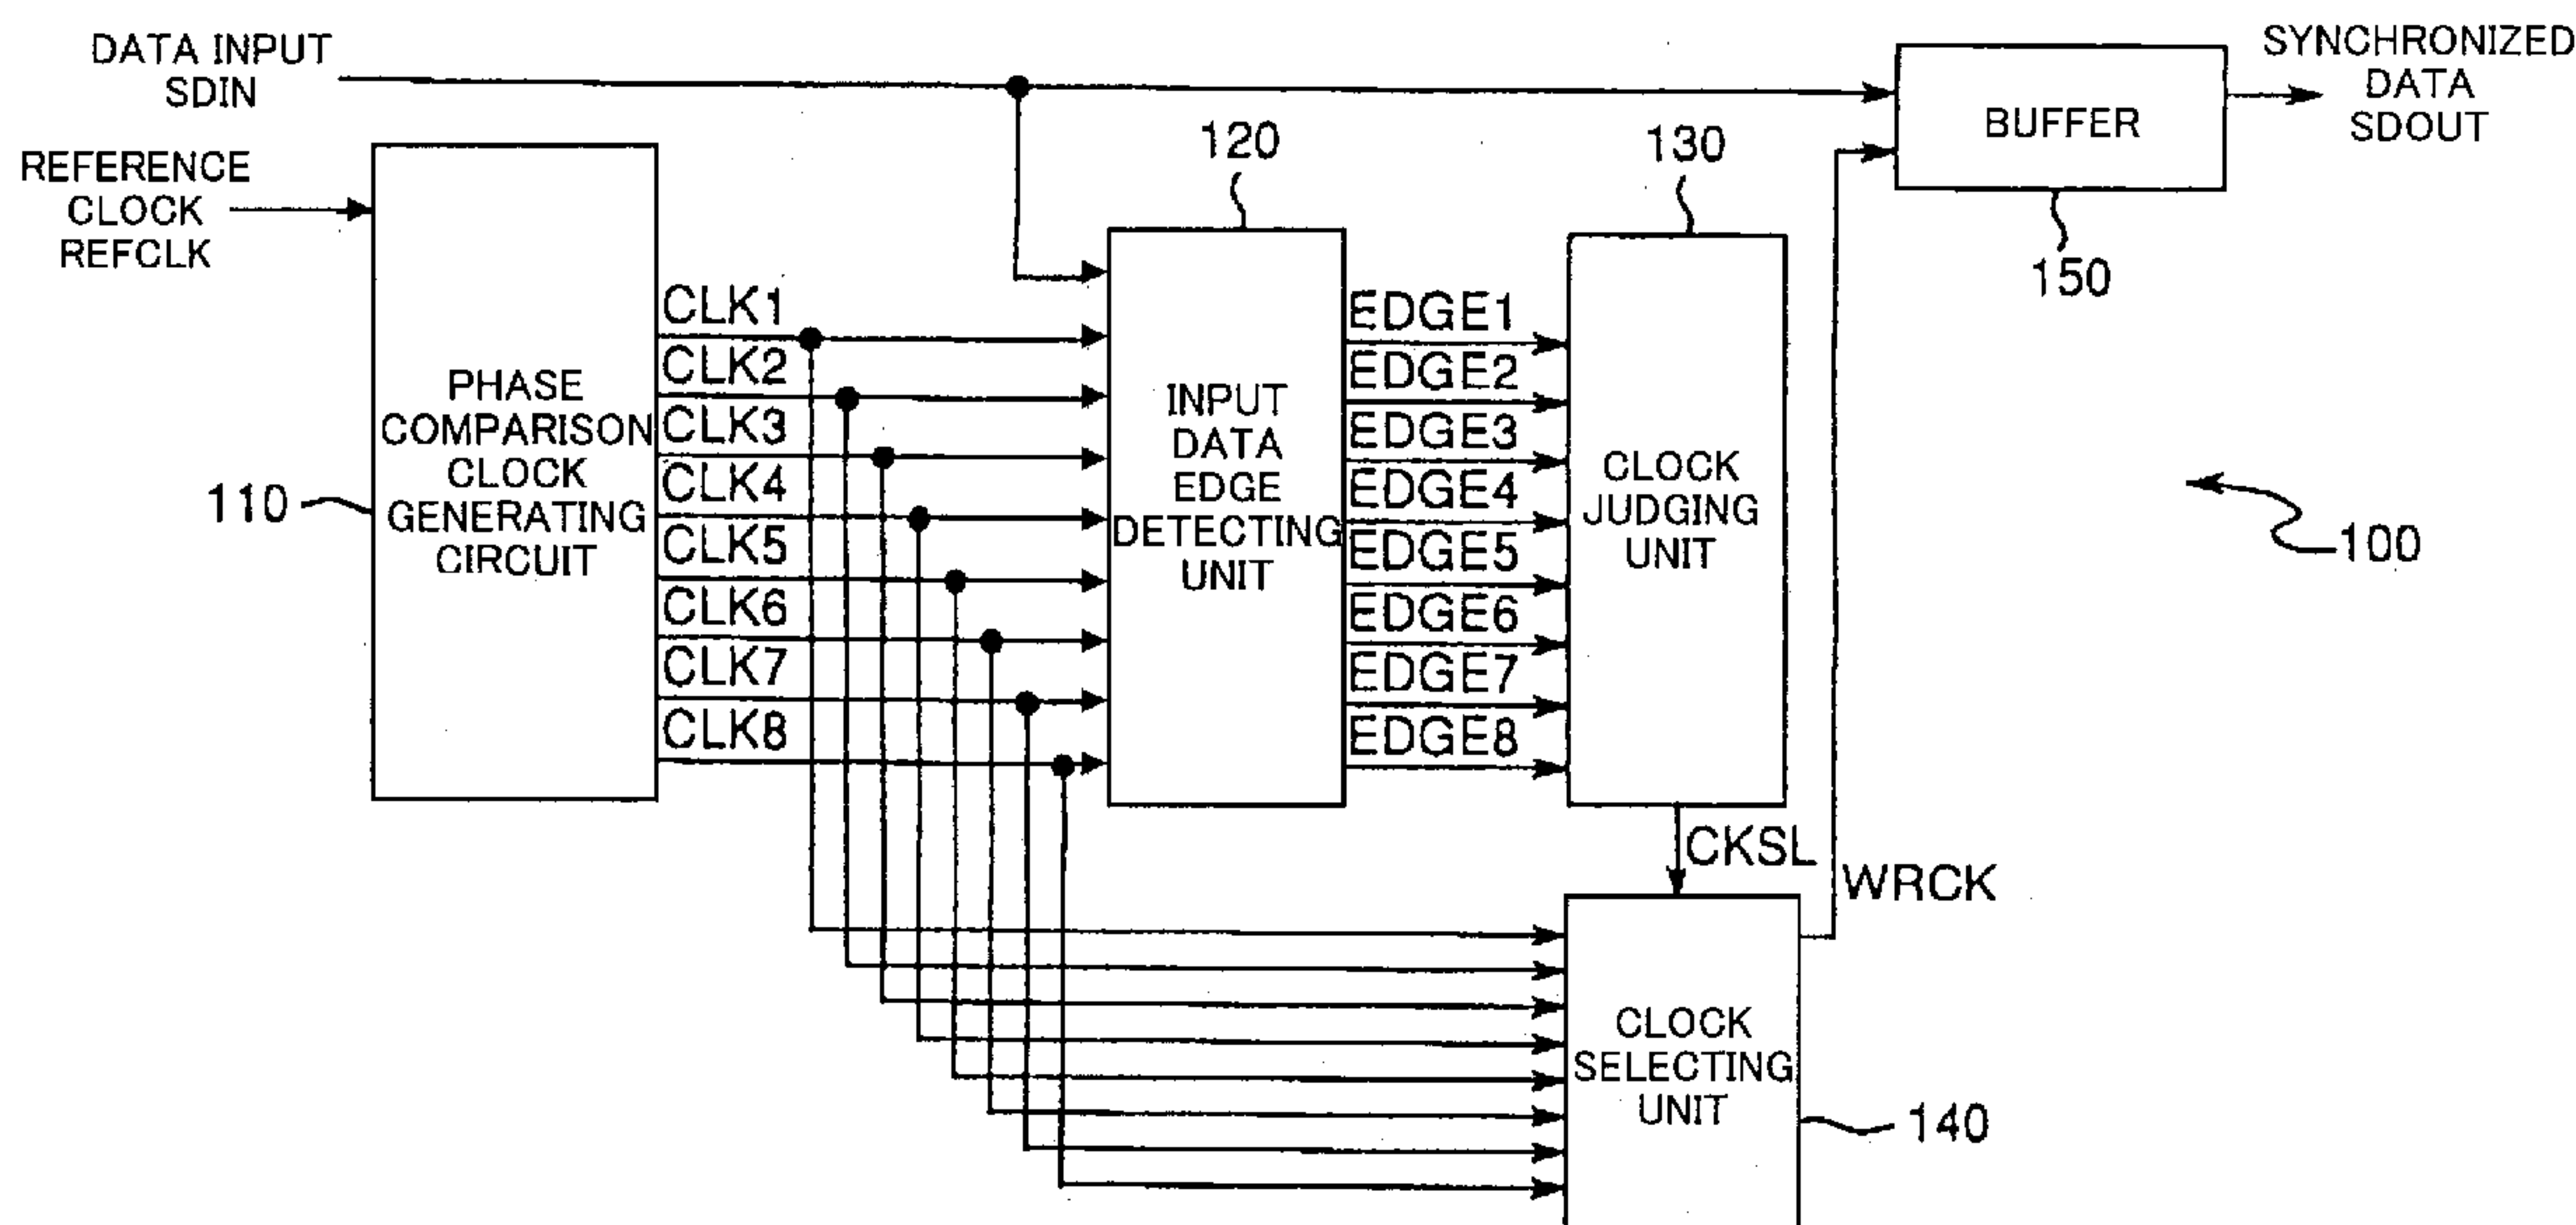 DATA INPUT
SDIN
REFERENCE
CLOCK
REFCLK
110
PHASE
COMPARISON
CLOCK
GENERATING
CIRCUIT
CLK1
CLK2
CLK3
CLK4
CLK5
CLK6
CLK7
CLK8
120
INPUT
DATA
EDGE
DETECTING
UNIT
EDGE1
EDGE2
EDGE3
EDGE4
EDGE5
EDGE6
EDGE7
EDGE8
130
CLOCK
JUDGING
UNIT
CKSL
WRCK
CLOCK
SELECTING
UNIT
140
BUFFER
150
SYNCHRONIZED
DATA
SDOUT
100